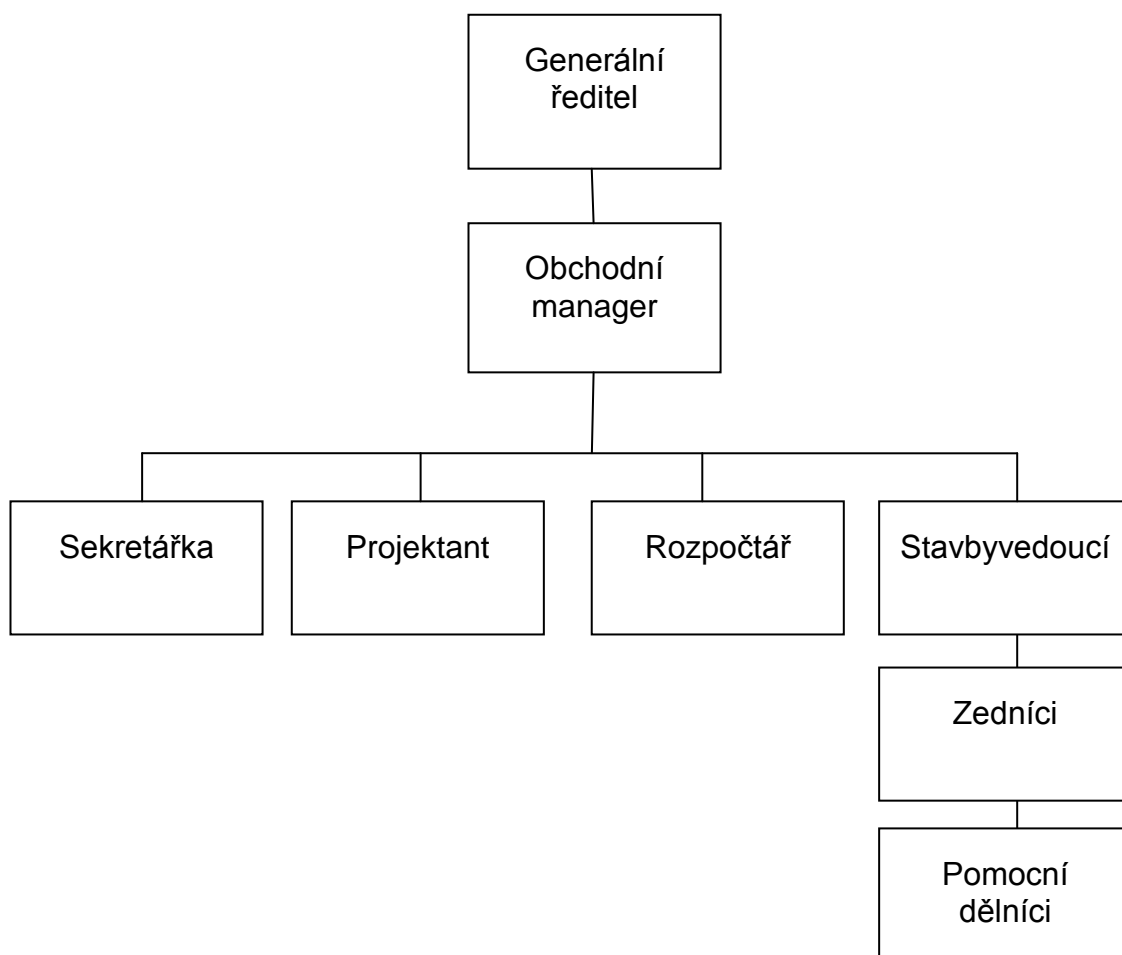 Generální
ředitel
Obchodní
manager
Sekretářka
Projektant
Rozpočtář
Stavbyvedoucí
Zedníci
Pomocní
dělníci